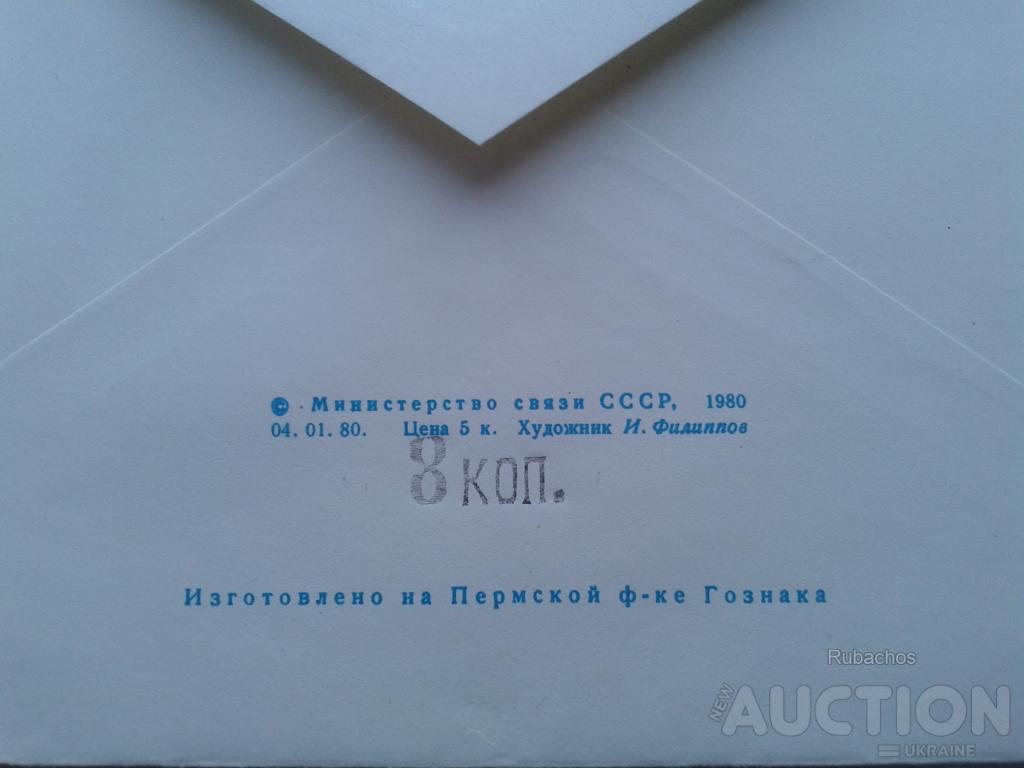 © Министерство связи СССР, 1980
04. 01. 80. Цена 5 к. Художник И. Филиппов
8 коп.
Изготовлено на Пермской ф-ке Гознака
Rubachos
NEW AUCTION
UKRAINE